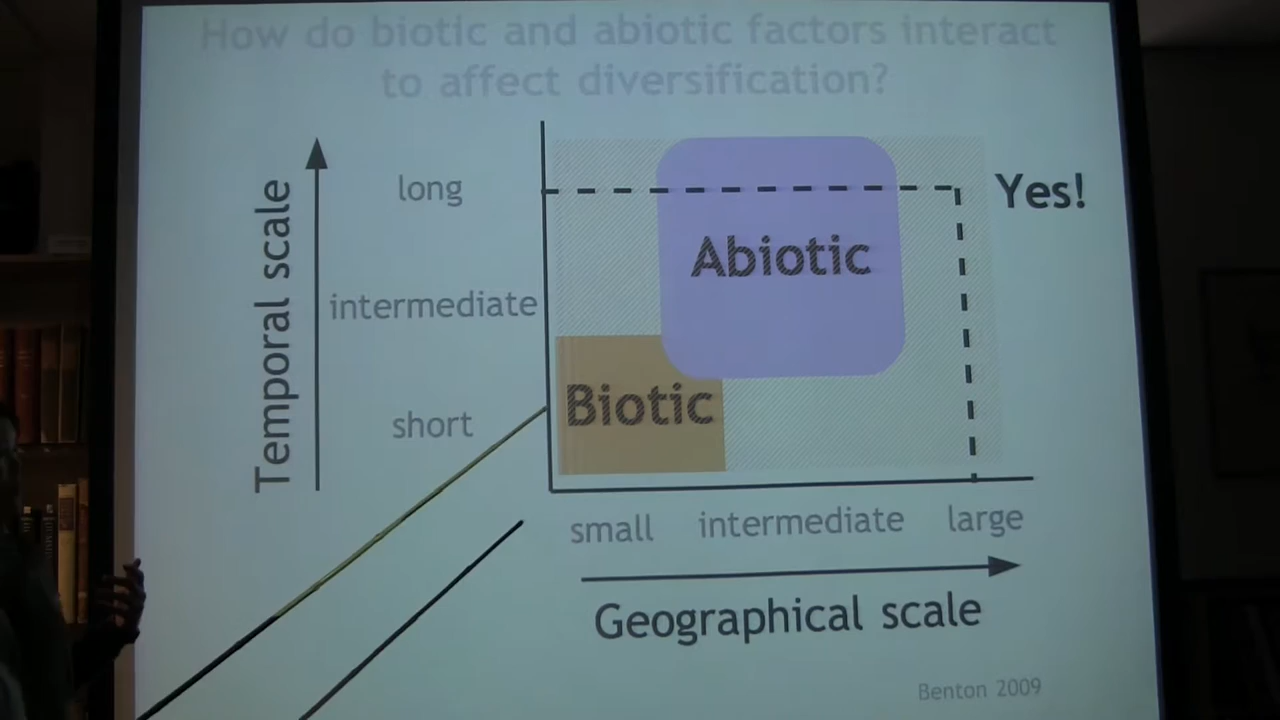 How do biotic and abiotic factors interact
to affect diversification?
Temporal scale
long
intermediate
short
Yes!
Abiotic
Biotic
small intermediate large
Geographical scale
Benton 2009